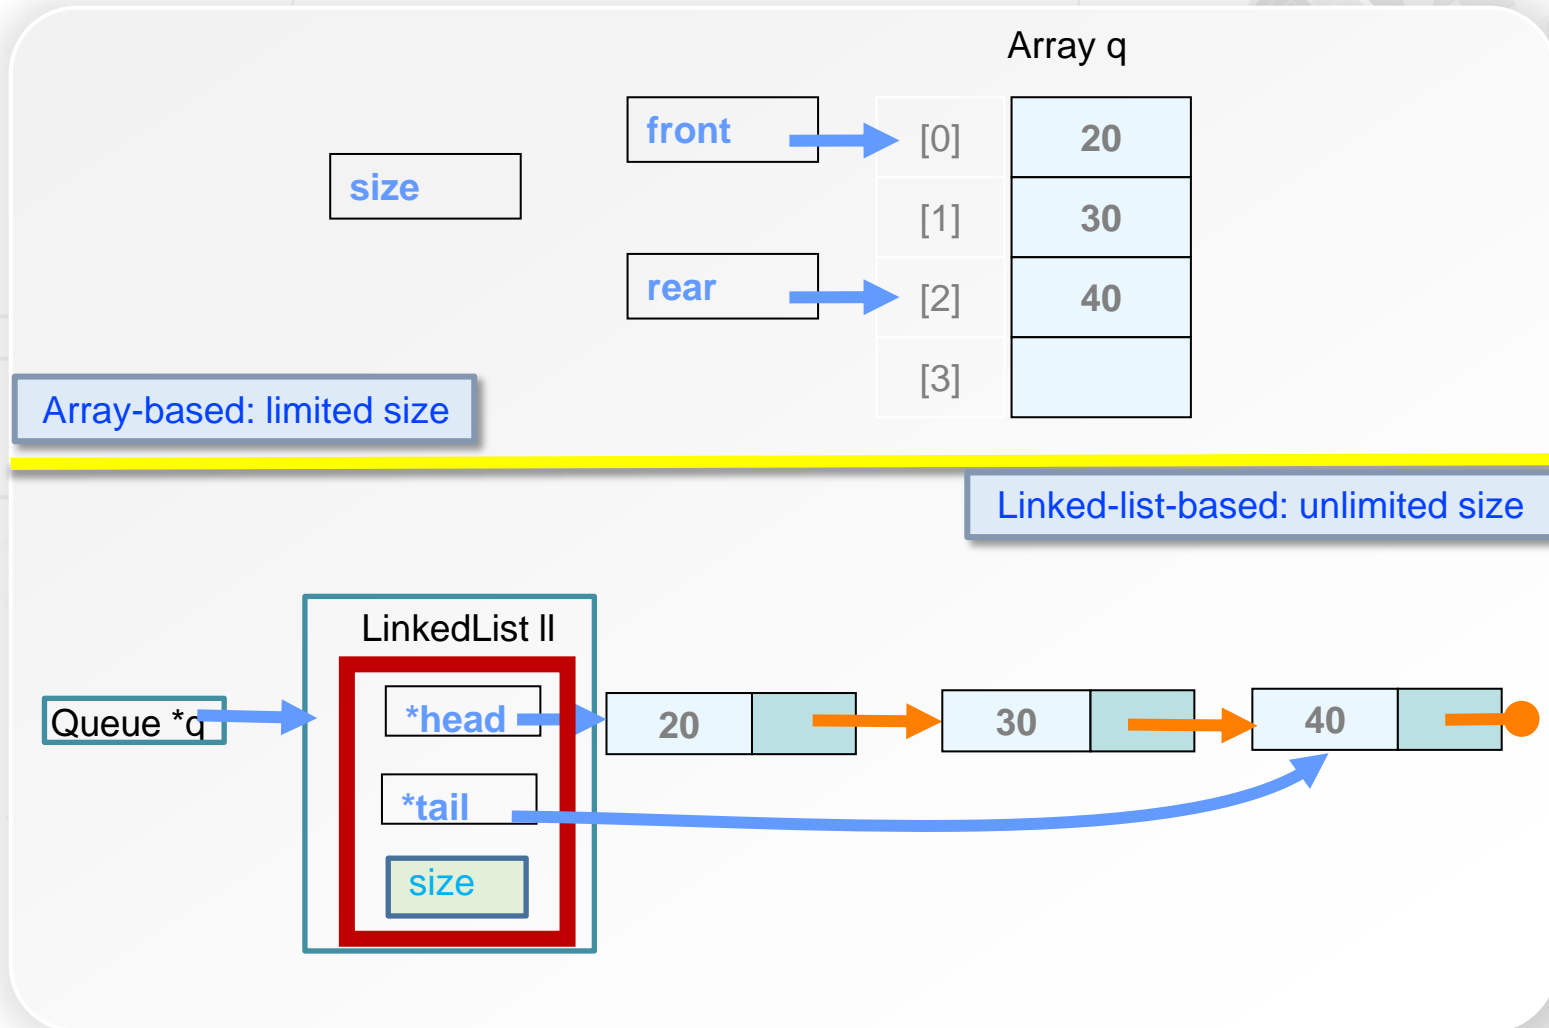 Array q
front
[0]
20
size
[1]
30
rear
[2]
40
[3]
Array-based: limited size
Linked-list-based: unlimited size
LinkedList ll
Queue *q
*head
20
30
40
*tail
size